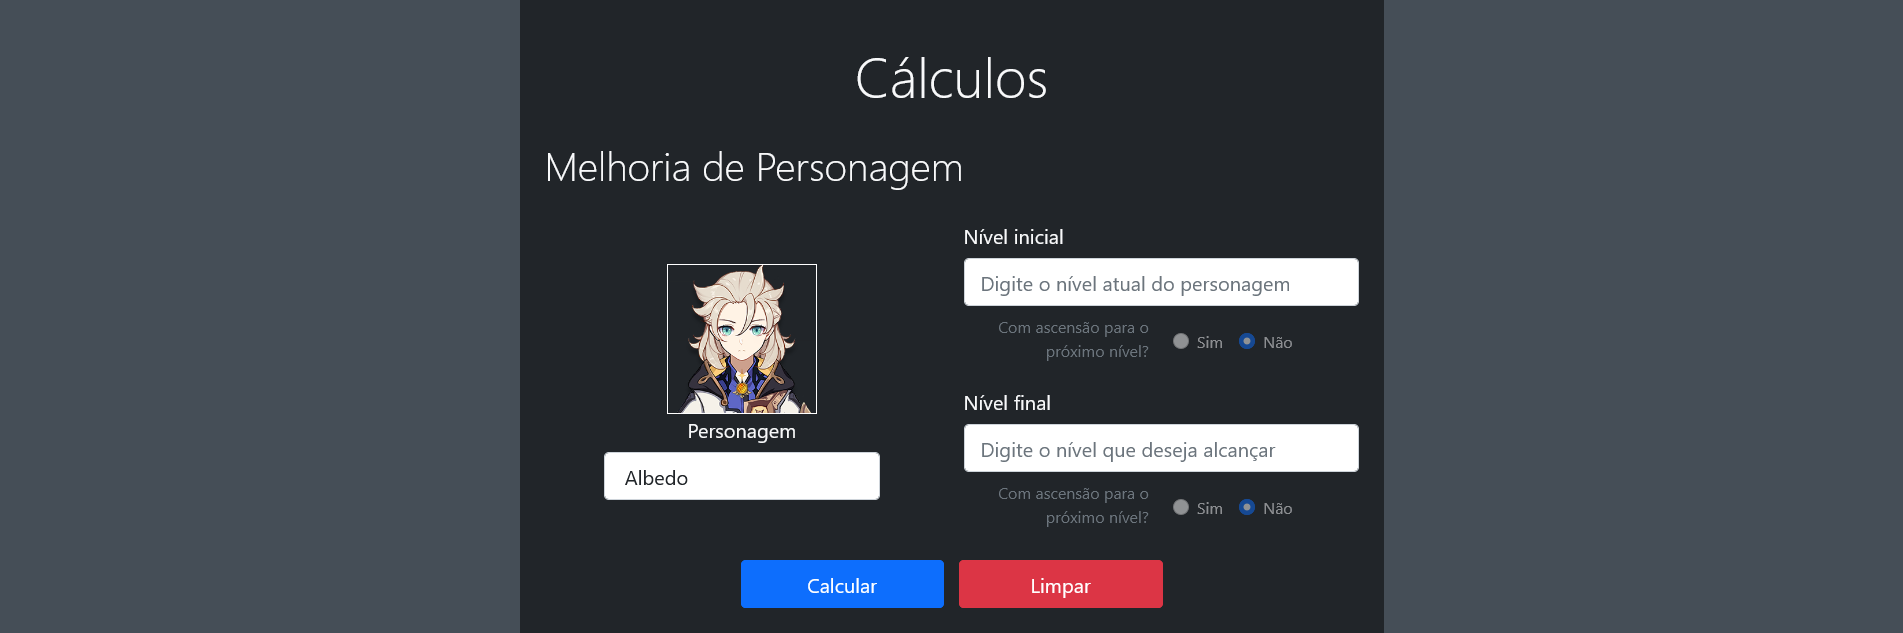 Cálculos
Melhoria de Personagem
Personagem
Albedo
Nível inicial
Digite o nível atual do personagem
Com ascensão para o
próximo nível?
Sim Não
Nível final
Digite o nível que deseja alcançar
Com ascensão para o
próximo nível?
Sim Não
Calcular Limpar